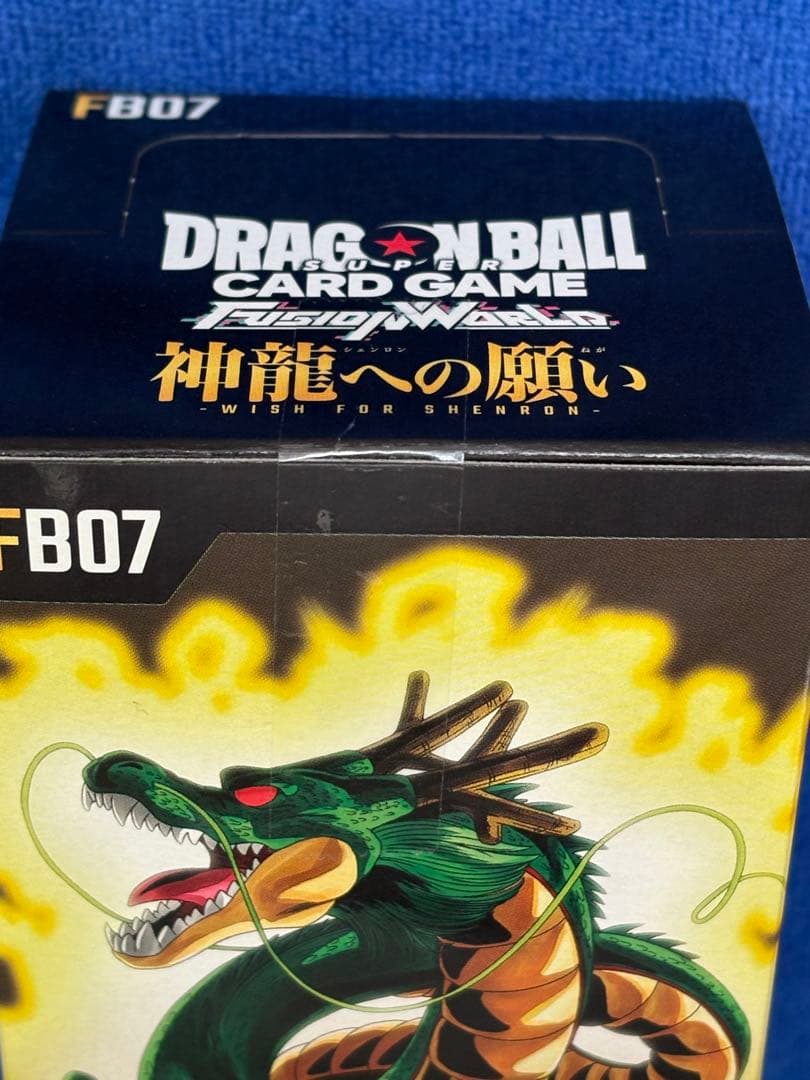 FB07
DRAGON BALL
SUPER
CARD GAME
FUSION WORLD
シェンロン
ねが
神龍への願い
-WISH FOR SHENRON-
FB07